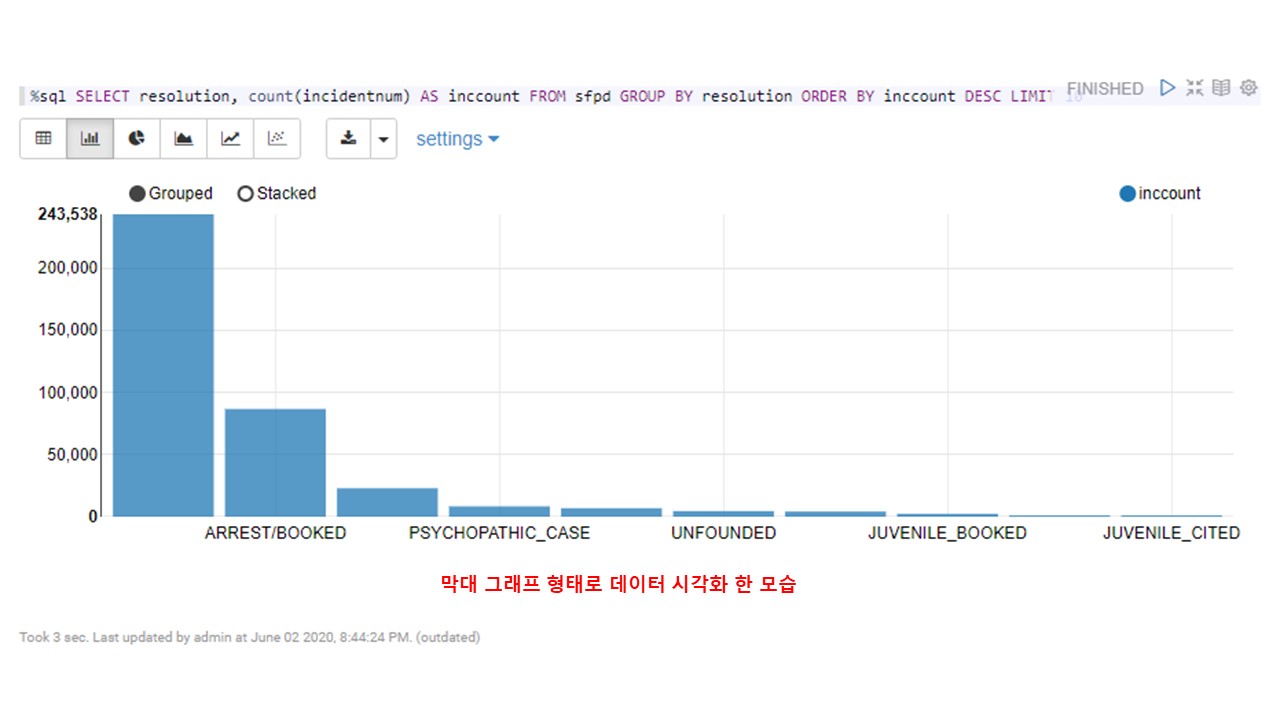 %sql SELECT resolution, count(incidentnum) AS inccount FROM sfpd GROUP BY resolution ORDER BY inccount DESC LIMIT 10
FINISHED
settings
Grouped Stacked inccount
243,538
200,000
150,000
100,000
50,000
0
ARREST/BOOKED PSYCHOPATHIC_CASE UNFOUNDED JUVENILE_BOOKED JUVENILE_CITED
막대 그래프 형태로 데이터 시각화 한 모습
Took 3 sec. Last updated by admin at June 02 2020, 8:44:24 PM. (outdated)